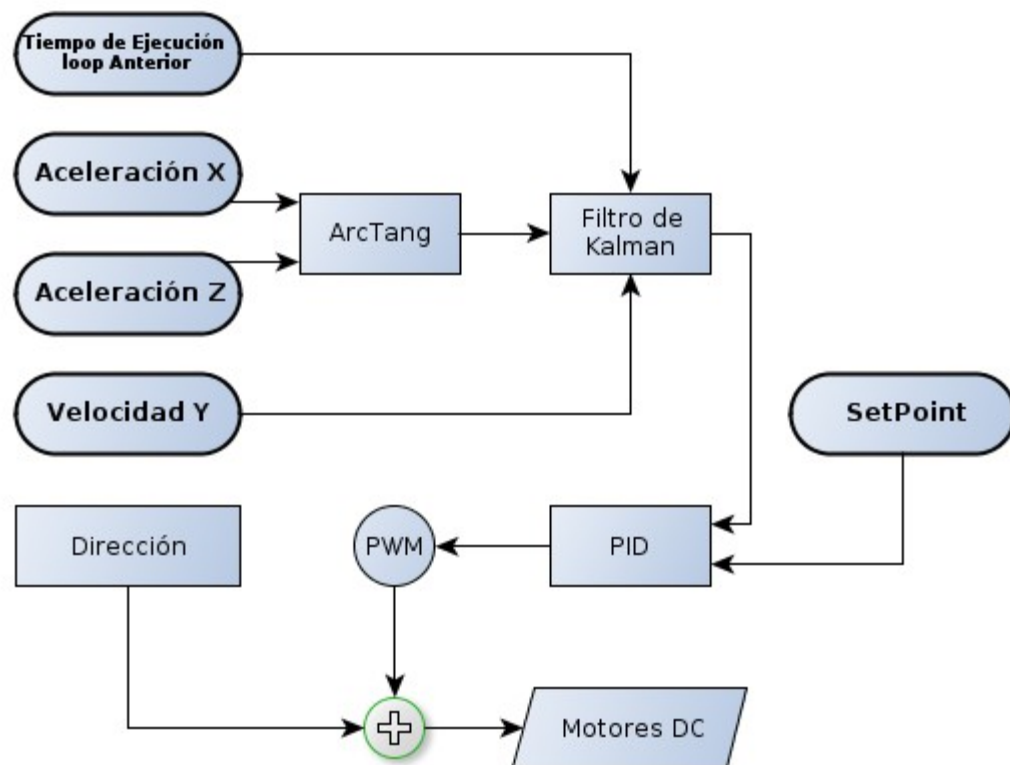 Tiempo de Ejecución
loop Anterior
Aceleración X
ArcTang
Filtro de
Kalman
Aceleración Z
Velocidad Y
SetPoint
Dirección
PWM
PID
Motores DC